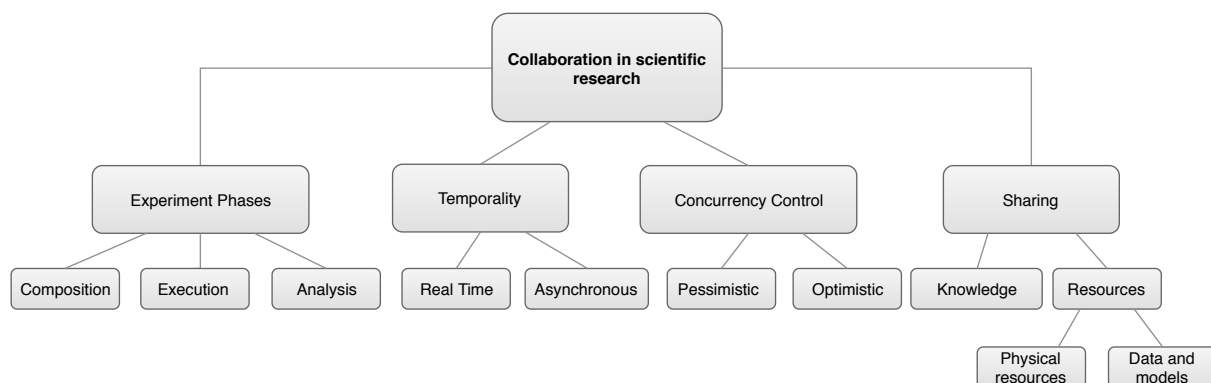 Collaboration in scientific
research
Experiment Phases
Temporality
Concurrency Control
Sharing
Composition
Execution
Analysis
Real Time
Asynchronous
Pessimistic
Optimistic
Knowledge
Resources
Physical
resources
Data and
models